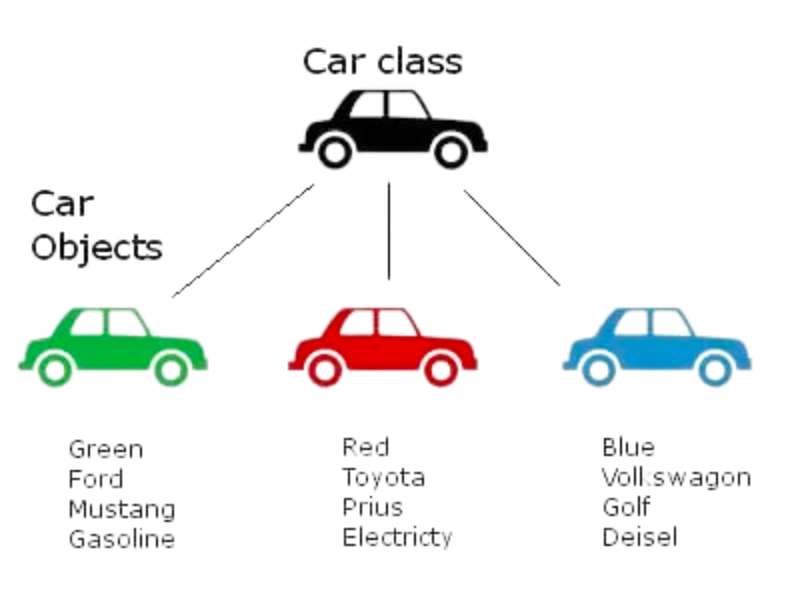 Car class
Car
Objects
Green
Ford
Mustang
Gasoline
Red
Toyota
Prius
Electricty
Blue
Volkswagon
Golf
Deisel